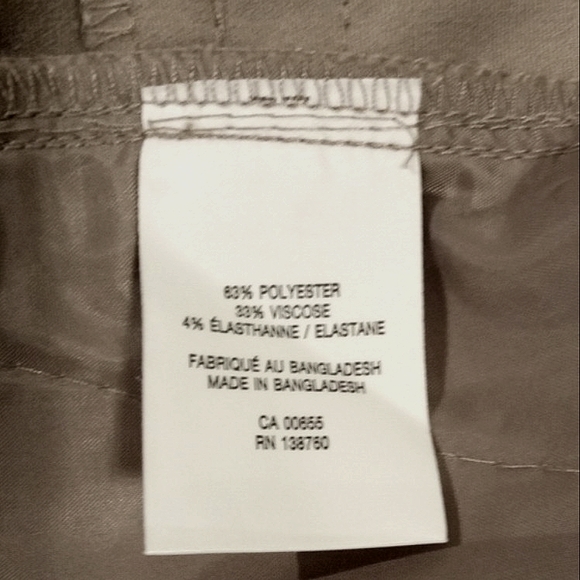 63% POLYESTER
33% VISCOSE
4% ÉLASTHANNE / ELASTANE
FABRIQUÉ AU BANGLADESH
MADE IN BANGLADESH
CA 00655
RN 138760